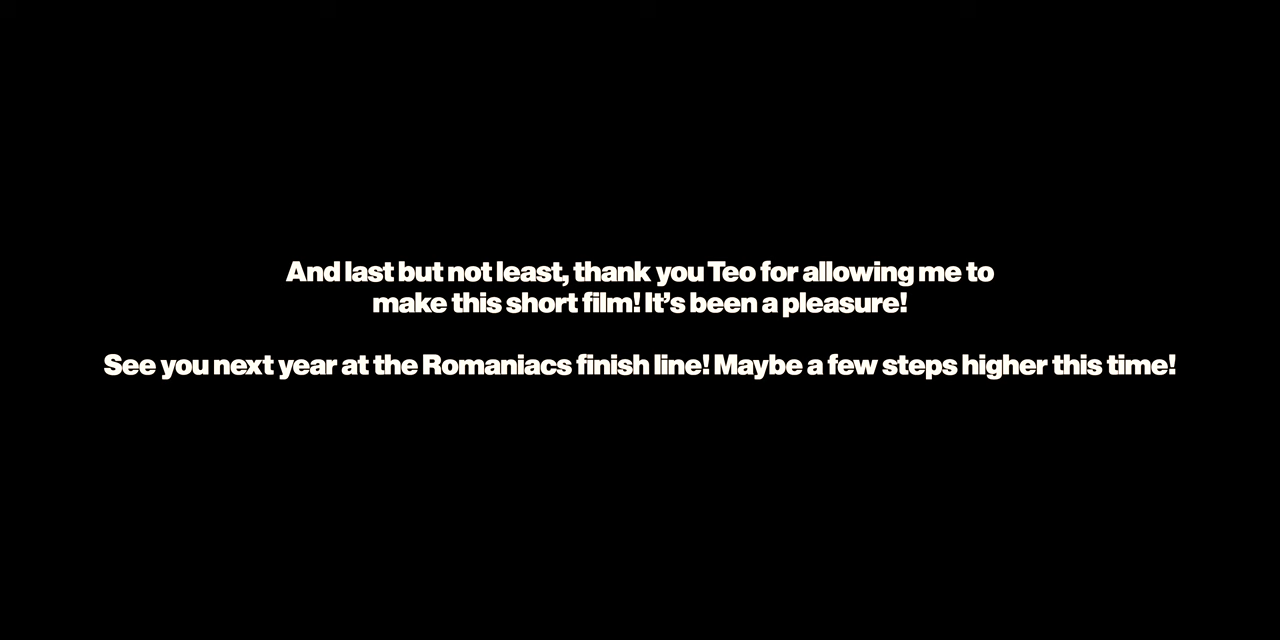 And last but not least, thank you Teo for allowing me to
make this short film! It’s been a pleasure!
See you next year at the Romaniacs finish line! Maybe a few steps higher this time!